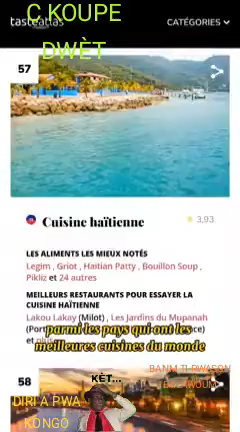 C KOUPE
DWÈT
tasteatlas
CATÉGORIES
57
Cuisine haïtienne
3,93
LES ALIMENTS LES MIEUX NOTÉS
Legim , Griot , Haitian Patty , Bouillon Soup ,
Pikliz et 24 autres
MEILLEURS RESTAURANTS POUR ESSAYER LA
CUISINE HAÏTIENNE
Lakou Lakay (Milot) , Les Jardins du Mupanah
parmi les pays qui ont les
meilleures cuisines du monde
58
KÈT...
DIRI A PWA
KONGO